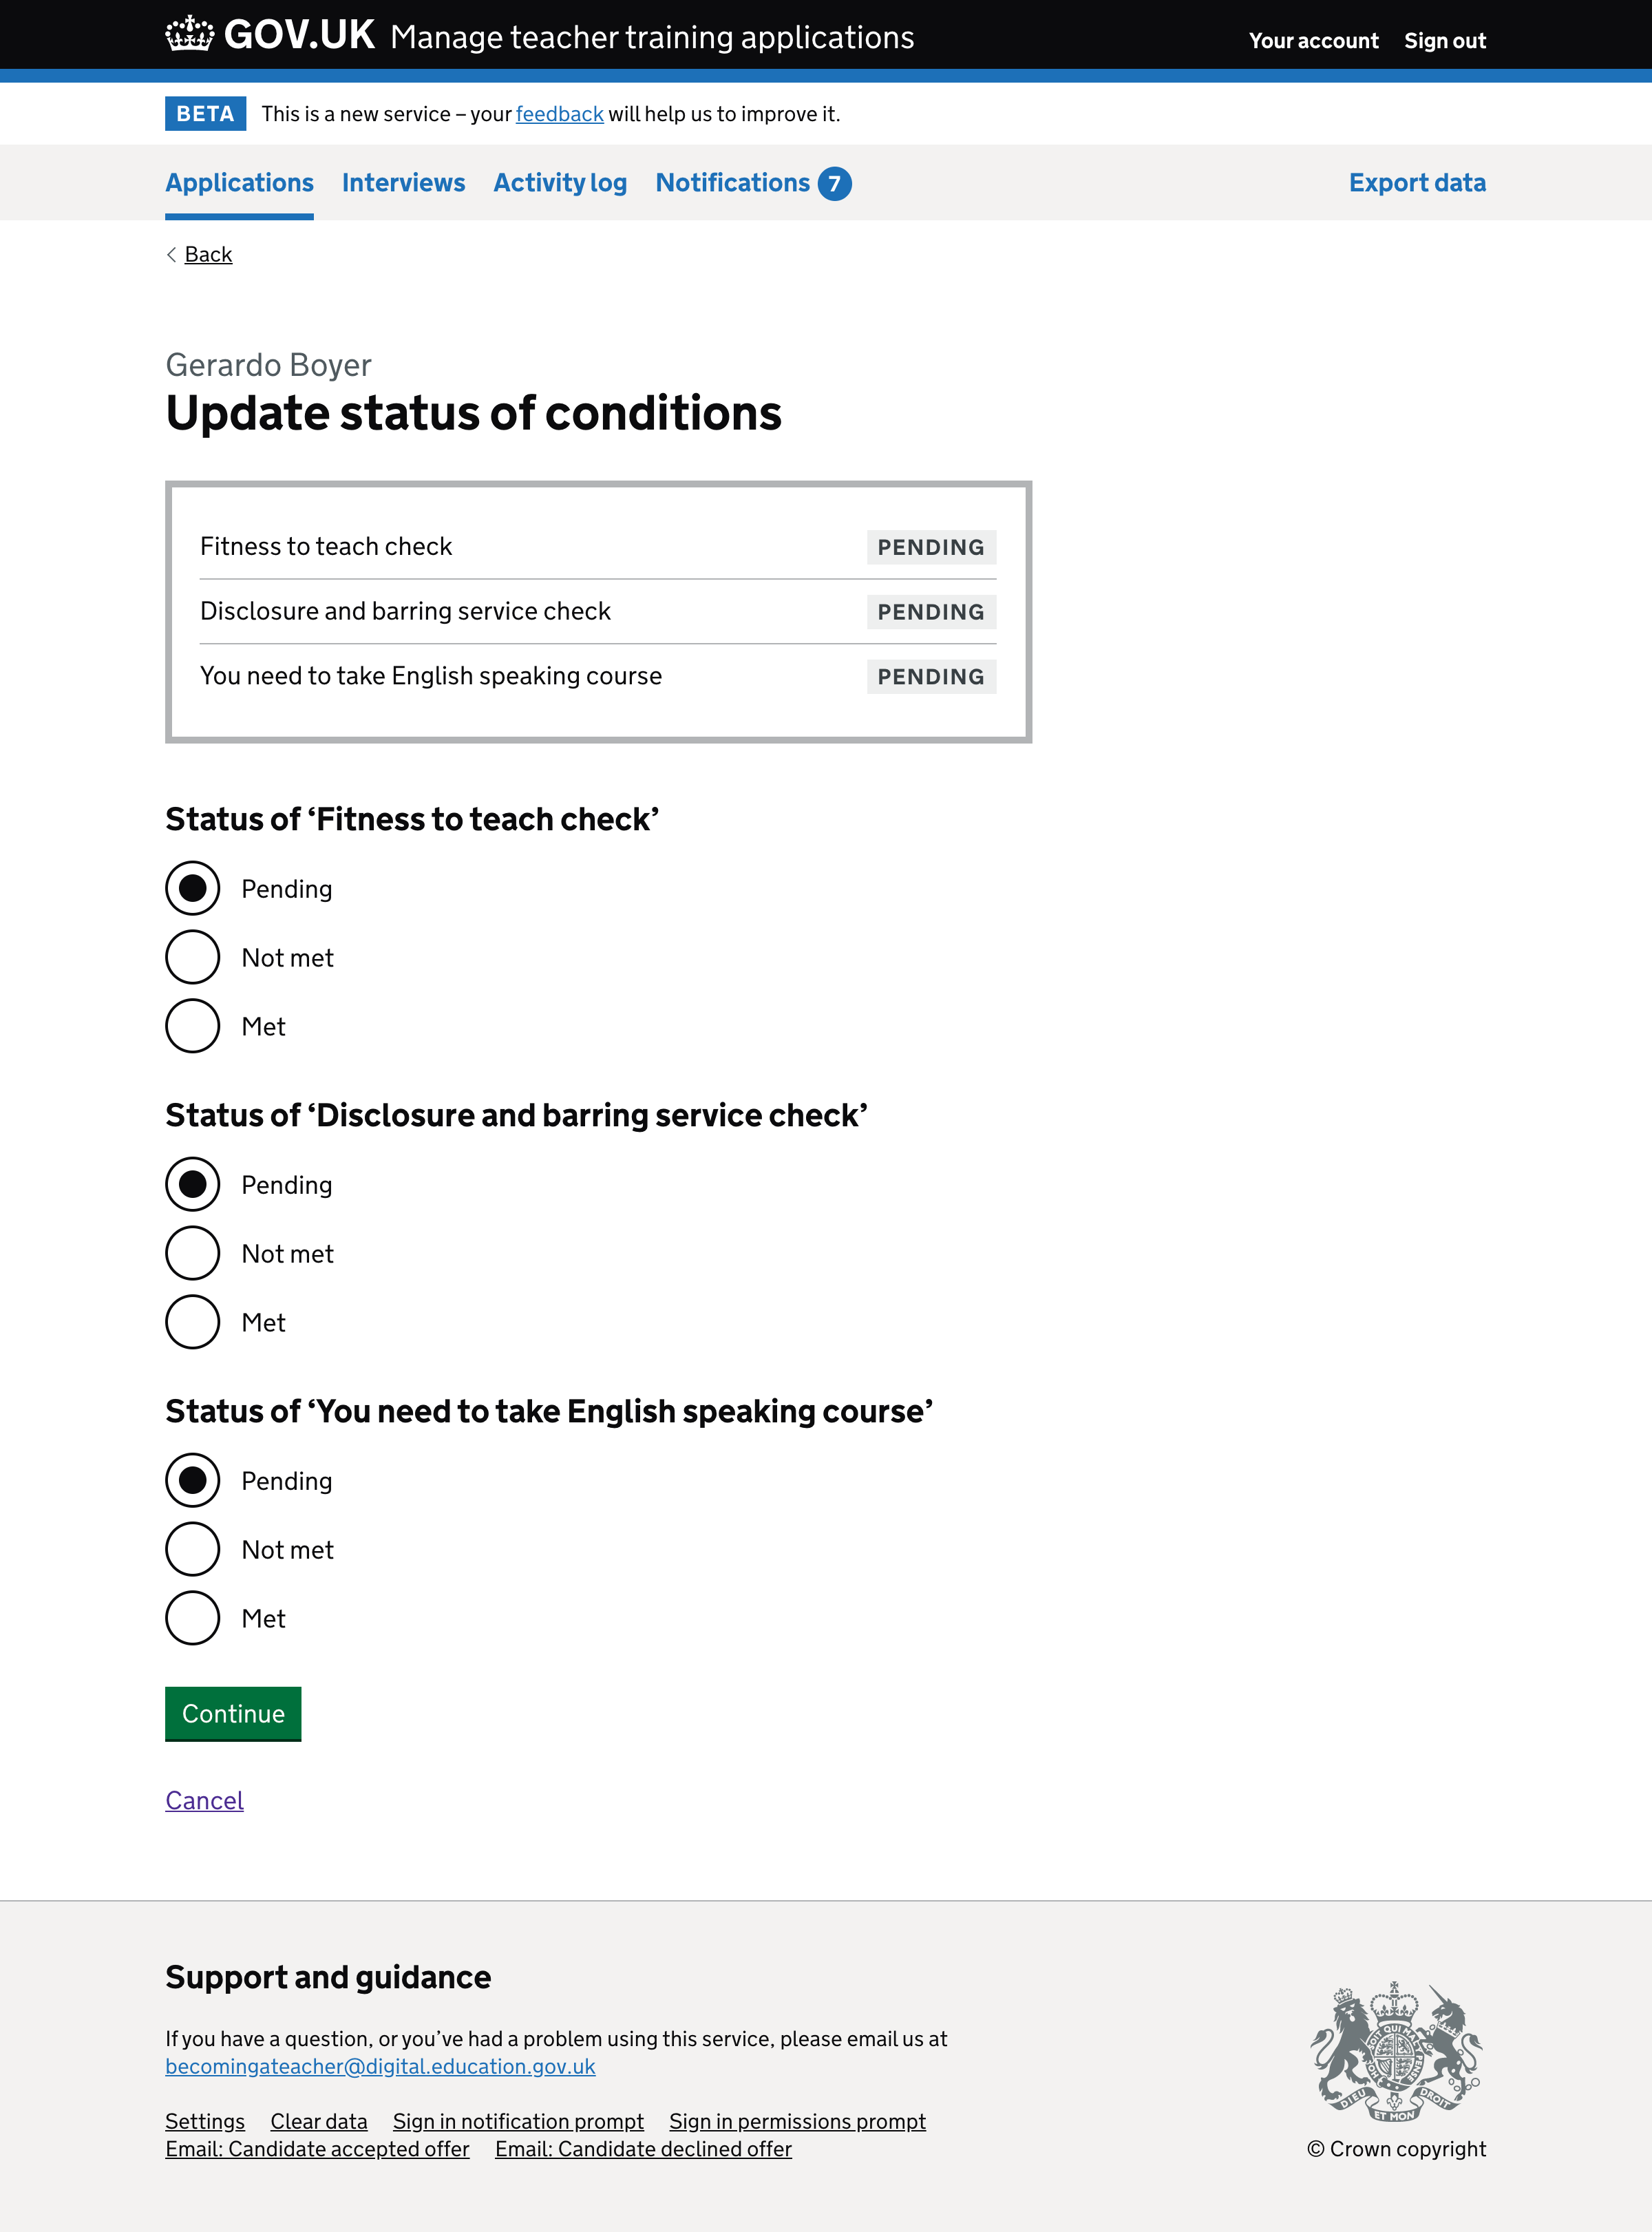 GOV.UK Manage teacher training applications Your account Sign out
BETA This is a new service – your feedback will help us to improve it.
Applications Interviews Activity log Notifications 7 Export data
Back
Gerardo Boyer
Update status of conditions
Fitness to teach check PENDING
Disclosure and barring service check PENDING
You need to take English speaking course PENDING
Status of ‘Fitness to teach check’
Pending
Not met
Met
Status of ‘Disclosure and barring service check’
Pending
Not met
Met
Status of ‘You need to take English speaking course’
Pending
Not met
Met
Continue
Cancel
Support and guidance
If you have a question, or you’ve had a problem using this service, please email us at
becomingateacher@digital.education.gov.uk
Settings Clear data Sign in notification prompt Sign in permissions prompt
Email: Candidate accepted offer Email: Candidate declined offer
DIEU ET MON DROIT
© Crown copyright